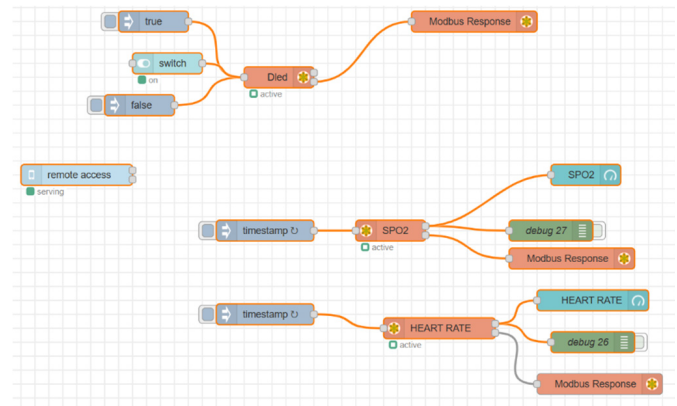 true
Modbus Response
switch
on
Dled
active
false
remote access
serving
SPO2
timestamp ↻
SPO2
active
debug 27
Modbus Response
timestamp ↻
HEART RATE
HEART RATE
active
debug 26
Modbus Response